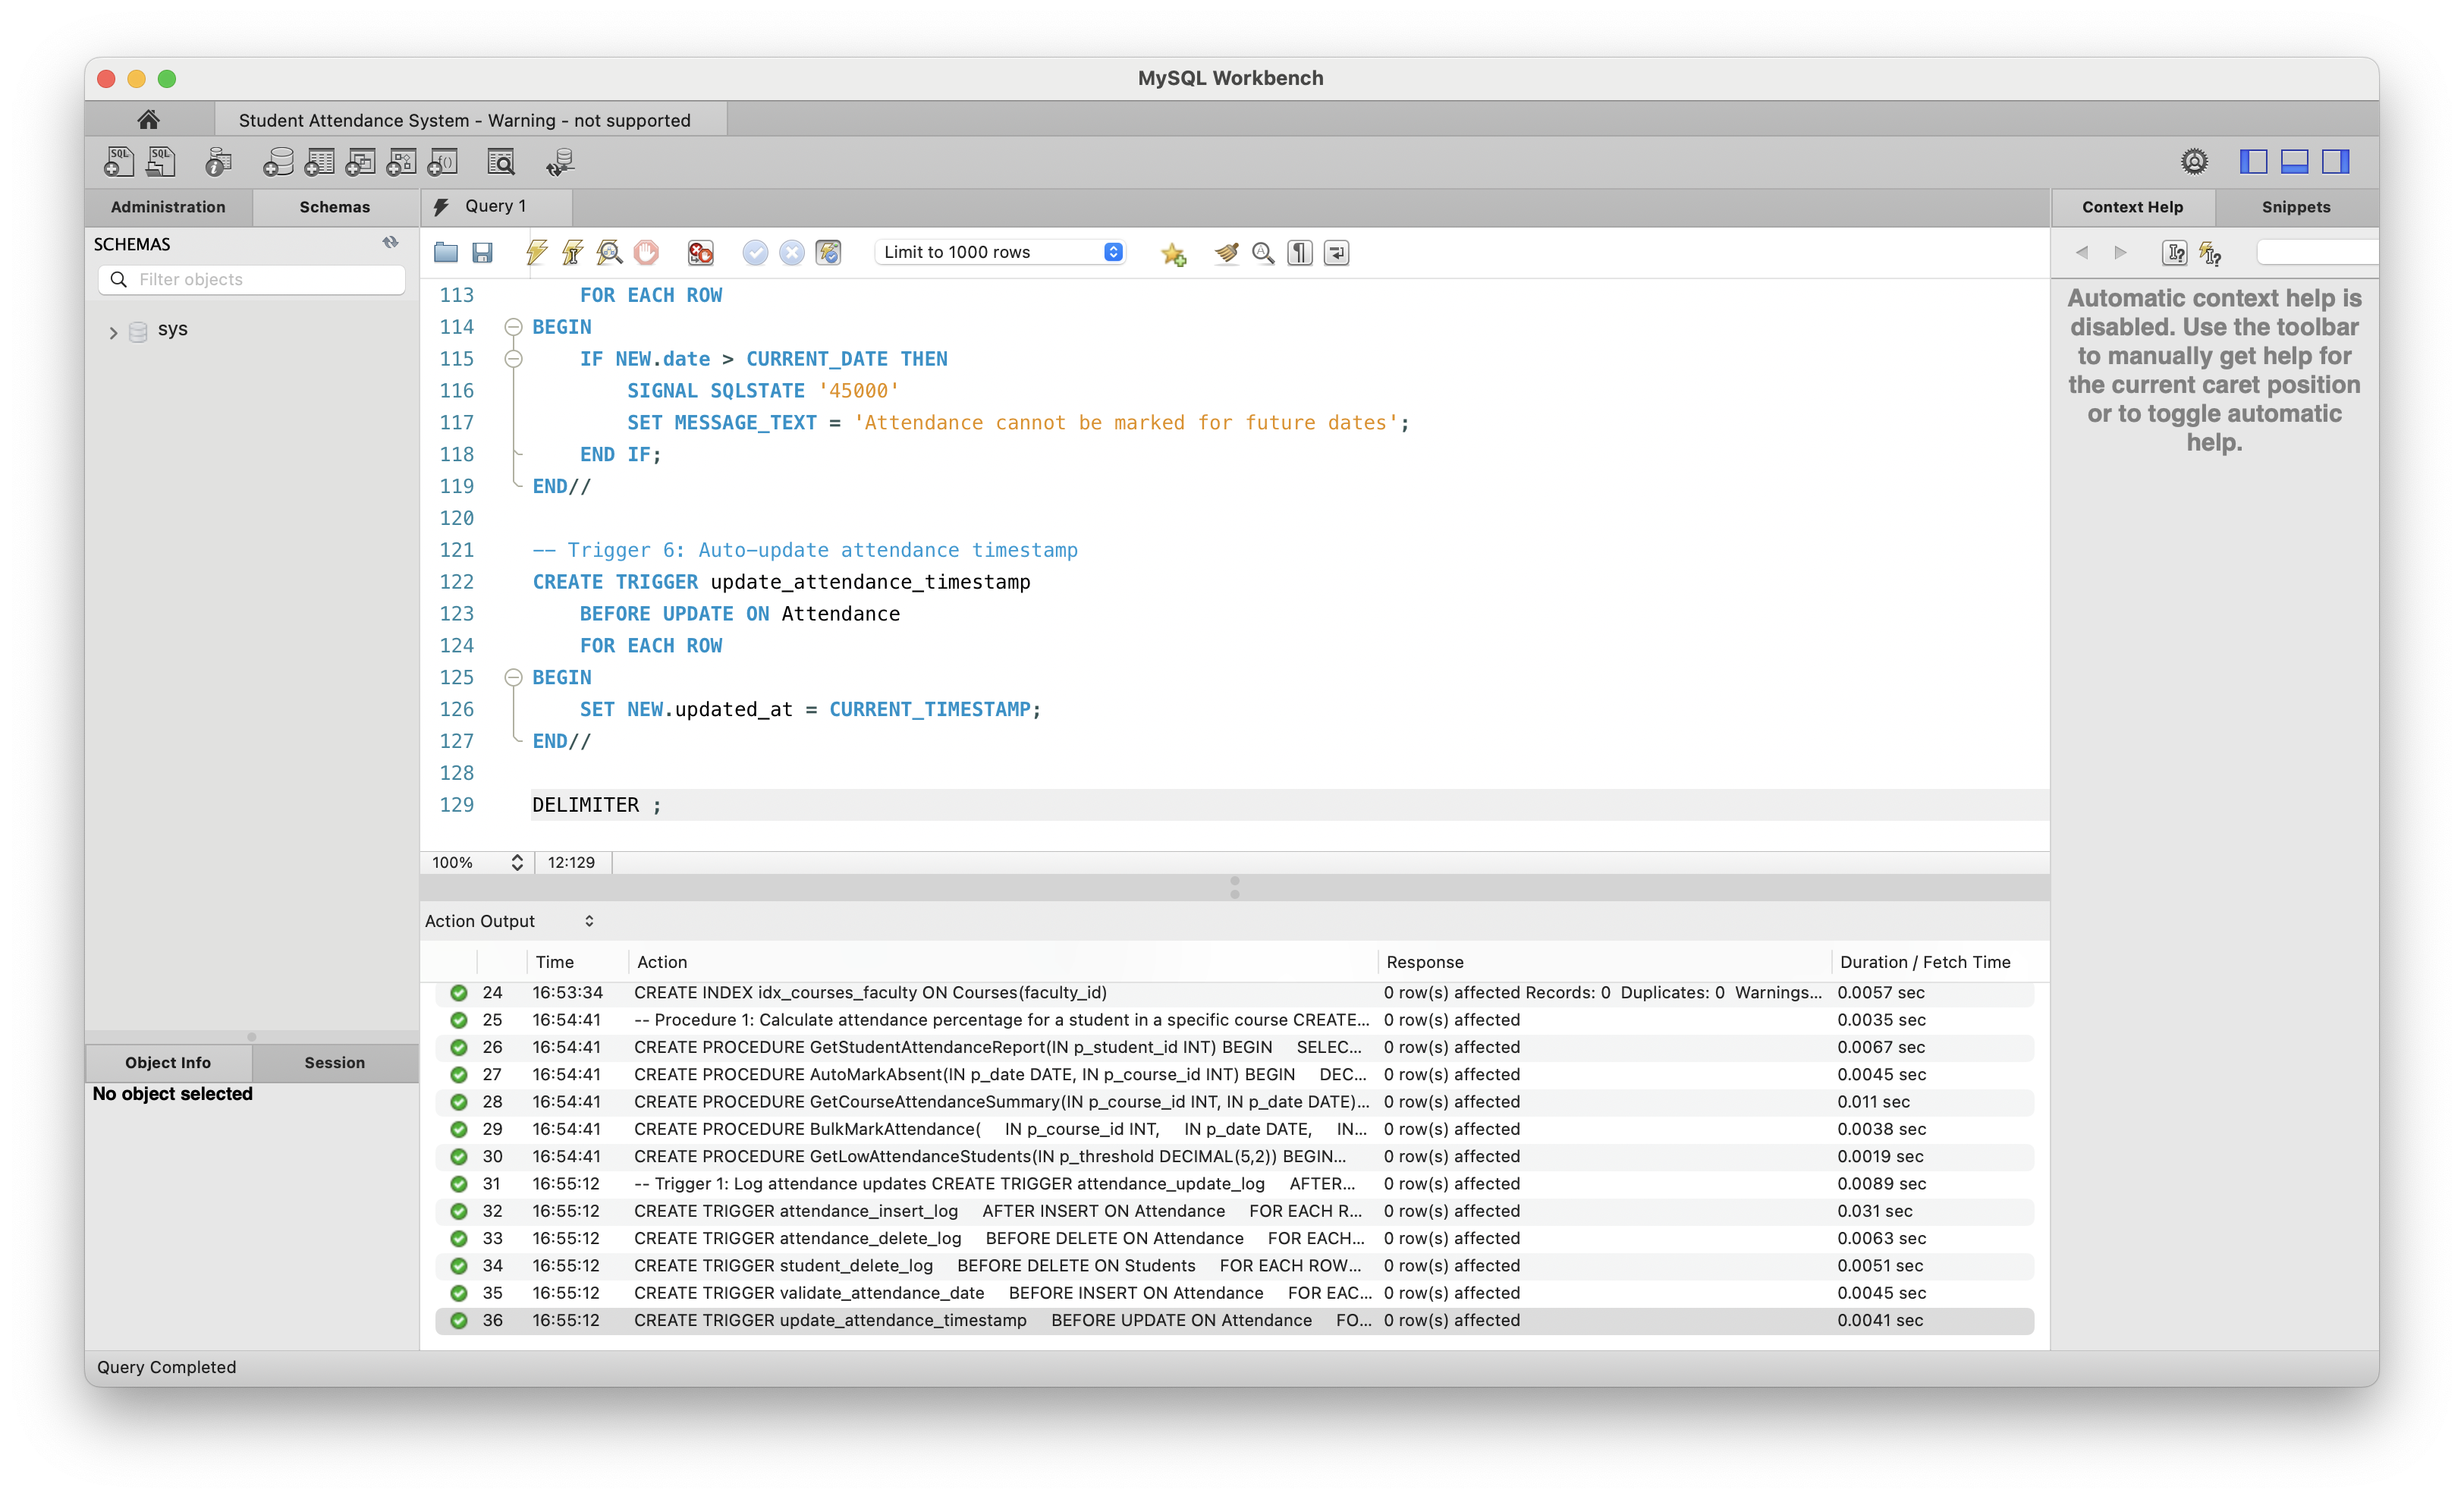 MySQL Workbench
Student Attendance System - Warning - not supported
Administration
Schemas
Query 1
Context Help
Snippets
SCHEMAS
Filter objects
sys
Limit to 1000 rows
113 FOR EACH ROW
114 BEGIN
115 IF NEW.date > CURRENT_DATE THEN
116 SIGNAL SQLSTATE '45000'
117 SET MESSAGE_TEXT = 'Attendance cannot be marked for future dates';
118 END IF;
119 END//
120
121 -- Trigger 6: Auto-update attendance timestamp
122 CREATE TRIGGER update_attendance_timestamp
123 BEFORE UPDATE ON Attendance
124 FOR EACH ROW
125 BEGIN
126 SET NEW.updated_at = CURRENT_TIMESTAMP;
127 END//
128
129 DELIMITER ;
100% 12:129
Automatic context help is
disabled. Use the toolbar
to manually get help for
the current caret position
or to toggle automatic
help.
Action Output
Time Action Response Duration / Fetch Time
24 16:53:34 CREATE INDEX idx_courses_faculty ON Courses(faculty_id) 0 row(s) affected Records: 0 Duplicates: 0 Warnings... 0.0057 sec
25 16:54:41 -- Procedure 1: Calculate attendance percentage for a student in a specific course CREATE... 0 row(s) affected 0.0035 sec
26 16:54:41 CREATE PROCEDURE GetStudentAttendanceReport(IN p_student_id INT) BEGIN SELEC... 0 row(s) affected 0.0067 sec
27 16:54:41 CREATE PROCEDURE AutoMarkAbsent(IN p_date DATE, IN p_course_id INT) BEGIN DEC... 0 row(s) affected 0.0045 sec
28 16:54:41 CREATE PROCEDURE GetCourseAttendanceSummary(IN p_course_id INT, IN p_date DATE)... 0 row(s) affected 0.011 sec
29 16:54:41 CREATE PROCEDURE BulkMarkAttendance( IN p_course_id INT, IN p_date DATE, IN... 0 row(s) affected 0.0038 sec
30 16:54:41 CREATE PROCEDURE GetLowAttendanceStudents(IN p_threshold DECIMAL(5,2)) BEGIN... 0 row(s) affected 0.0019 sec
31 16:55:12 -- Trigger 1: Log attendance updates CREATE TRIGGER attendance_update_log AFTER... 0 row(s) affected 0.0089 sec
32 16:55:12 CREATE TRIGGER attendance_insert_log AFTER INSERT ON Attendance FOR EACH R... 0 row(s) affected 0.031 sec
33 16:55:12 CREATE TRIGGER attendance_delete_log BEFORE DELETE ON Attendance FOR EACH... 0 row(s) affected 0.0063 sec
34 16:55:12 CREATE TRIGGER student_delete_log BEFORE DELETE ON Students FOR EACH ROW... 0 row(s) affected 0.0051 sec
35 16:55:12 CREATE TRIGGER validate_attendance_date BEFORE INSERT ON Attendance FOR EAC... 0 row(s) affected 0.0045 sec
36 16:55:12 CREATE TRIGGER update_attendance_timestamp BEFORE UPDATE ON Attendance FO... 0 row(s) affected 0.0041 sec
Object Info
Session
No object selected
Query Completed